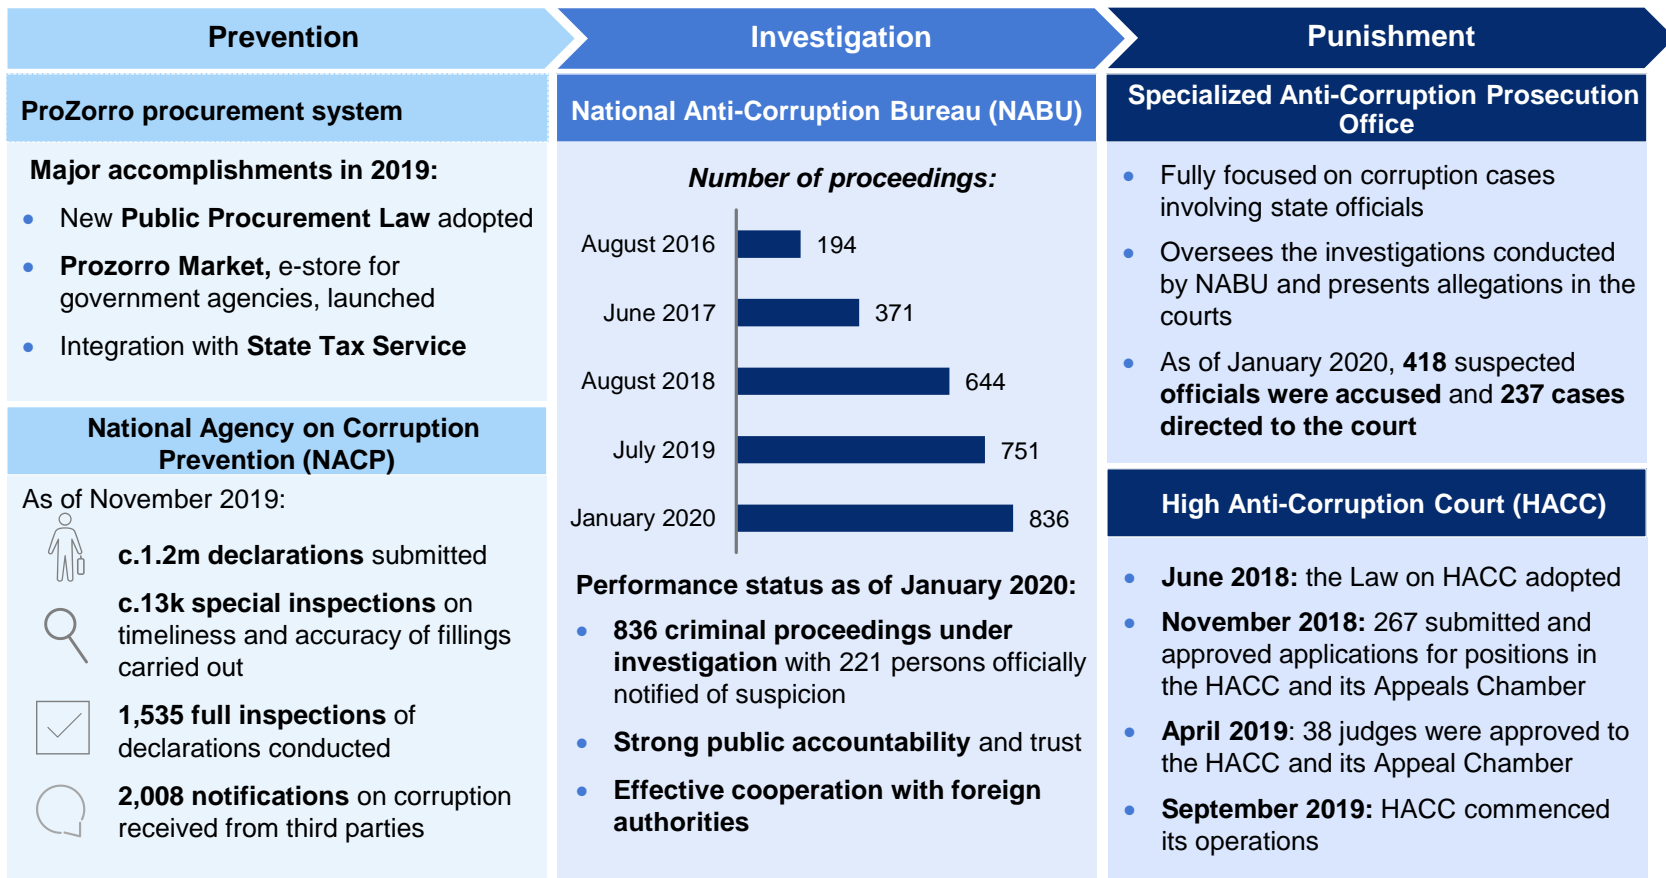 Prevention
Investigation
Punishment
ProZorro procurement system
Major accomplishments in 2019:
• New Public Procurement Law adopted
• Prozorro Market, e-store for
government agencies, launched
• Integration with State Tax Service
National Agency on Corruption
Prevention (NACP)
As of November 2019:
c.1.2m declarations submitted
c.13k special inspections on
timeliness and accuracy of fillings
carried out
1,535 full inspections of
declarations conducted
2,008 notifications on corruption
received from third parties
National Anti-Corruption Bureau (NABU)
Number of proceedings:
August 2016 194
June 2017 371
August 2018 644
July 2019 751
January 2020 836
Performance status as of January 2020:
• 836 criminal proceedings under
investigation with 221 persons officially
notified of suspicion
• Strong public accountability and trust
• Effective cooperation with foreign
authorities
Specialized Anti-Corruption Prosecution
Office
• Fully focused on corruption cases
involving state officials
• Oversees the investigations conducted
by NABU and presents allegations in the
courts
• As of January 2020, 418 suspected
officials were accused and 237 cases
directed to the court
High Anti-Corruption Court (HACC)
• June 2018: the Law on HACC adopted
• November 2018: 267 submitted and
approved applications for positions in
the HACC and its Appeals Chamber
• April 2019: 38 judges were approved to
the HACC and its Appeal Chamber
• September 2019: HACC commenced
its operations